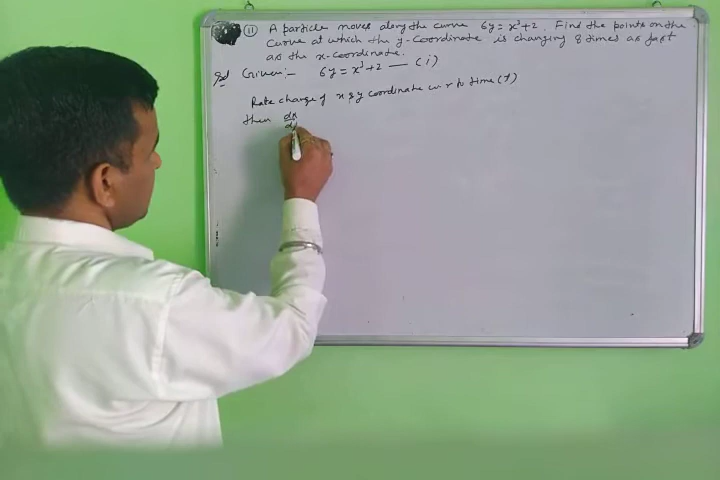 (11) A particle moves along the curve 6y = x³+2. Find the points on the
curve at which the y-coordinate is changing 8 times as fast
as the x-coordinate.
Sol Given:- 6y = x³+2 — (i)
Rate change of x & y coordinate w r to time (t)
then dx